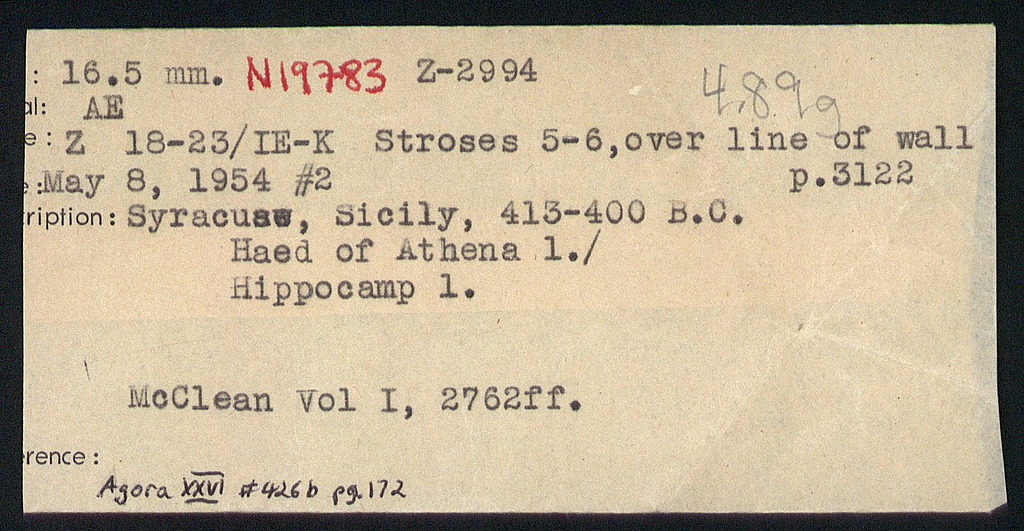 : 16.5 mm. N19783 Z-2994
4.89g
al: AE
e: Z 18-23/IE-K Stroses 5-6,over line of wall
e:May 8, 1954 #2 p.3122
ription: Syracuse, Sicily, 413-400 B.C.
Haed of Athena l./
Hippocamp l.
McClean Vol I, 2762ff.
rence:
Agora XXVI #426b pg.172